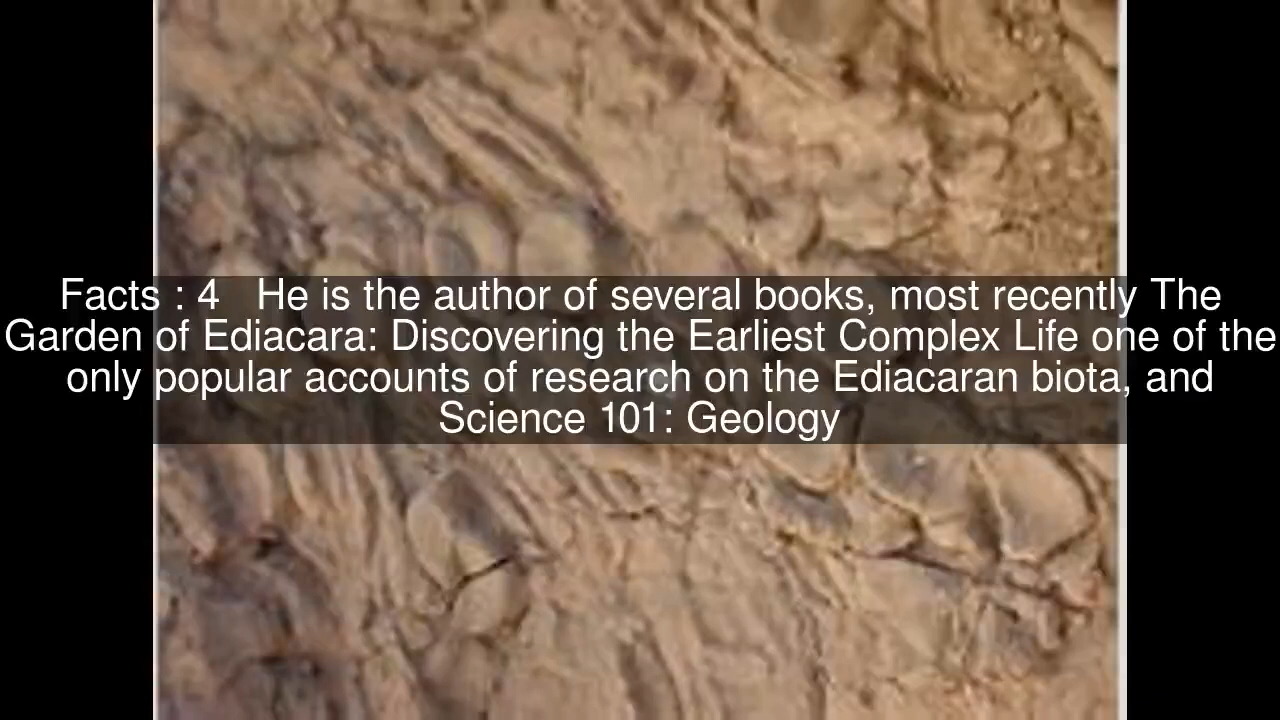 Facts : 4 He is the author of several books, most recently The
Garden of Ediacara: Discovering the Earliest Complex Life one of the
only popular accounts of research on the Ediacaran biota, and
Science 101: Geology